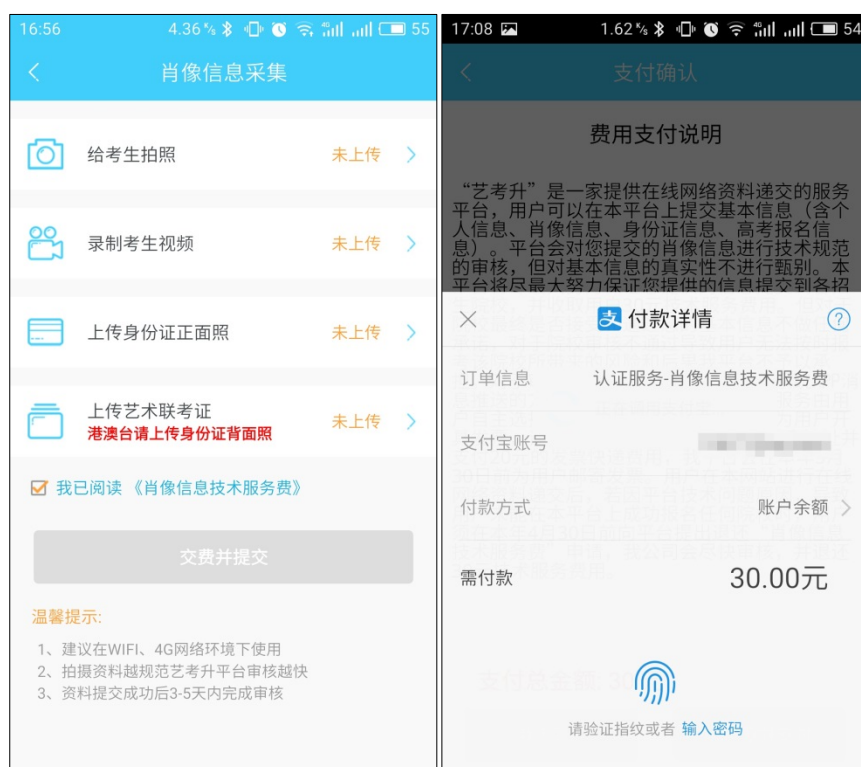 16:56
4.36 K/s
4G
55
肖像信息采集
给考生拍照
未上传
录制考生视频
未上传
上传身份证正面照
未上传
上传艺术联考证
港澳台请上传身份证背面照
未上传
我已阅读 《肖像信息技术服务费》
交费并提交
温馨提示:
1、建议在WIFI、4G网络环境下使用
2、拍摄资料越规范艺考升平台审核越快
3、资料提交成功后3-5天内完成审核
17:08
1.62 K/s
4G
54
支付确认
费用支付说明
“艺考升”是一家提供在线网络资料递交的服务
平台，用户可以在本平台上提交基本信息（含个
人信息、肖像信息、身份证信息、高考报名信
息）。平台会对您提交的肖像信息进行技术规范
的审核，但对基本信息的真实性不进行甄别。本
平台将尽最大努力保证您提供的信息提交到各招
支 付款详情
?
订单信息
认证服务-肖像信息技术服务费
支付宝账号
付款方式
账户余额
需付款
30.00元
支付总金额
请验证指纹或者 输入密码